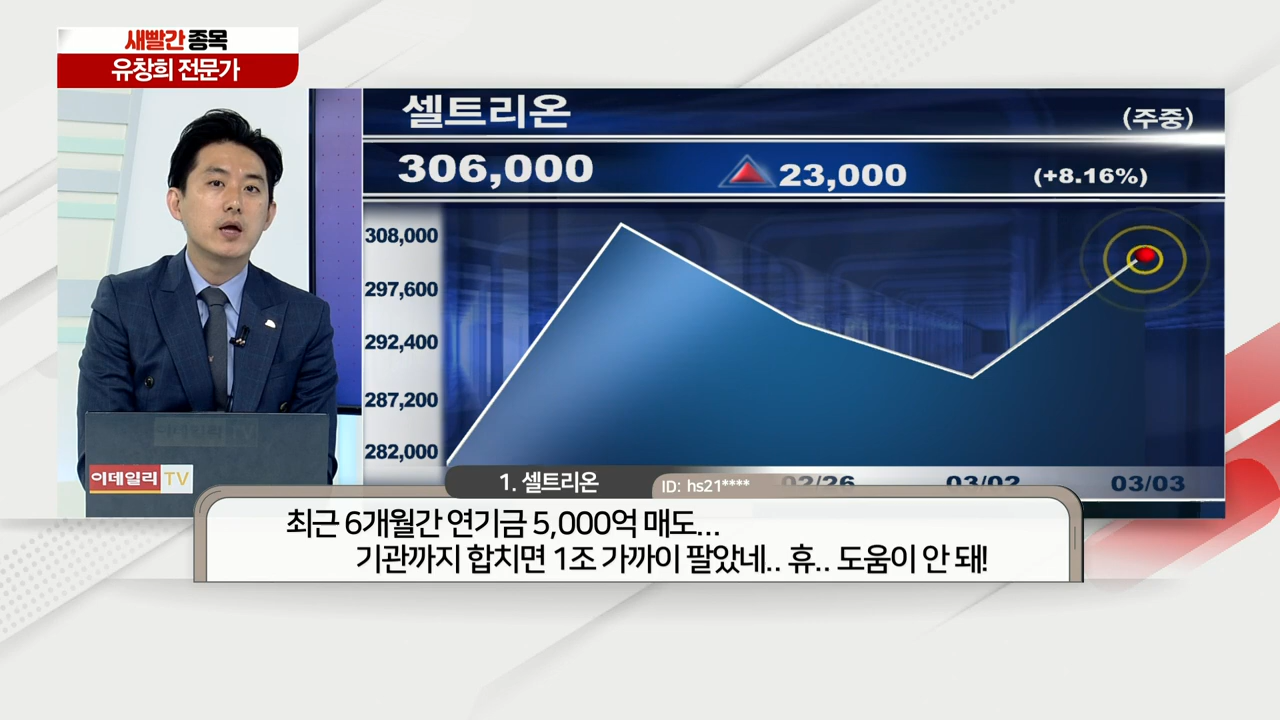 새빨간 종목
유창희 전문가
셀트리온
(주중)
306,000 23,000 (+8.16%)
308,000
297,600
292,400
287,200
282,000
02/26 03/02 03/03
이데일리 TV
1. 셀트리온 ID: hs21****
최근 6개월간 연기금 5,000억 매도...
기관까지 합치면 1조 가까이 팔았네.. 휴.. 도움이 안 돼!